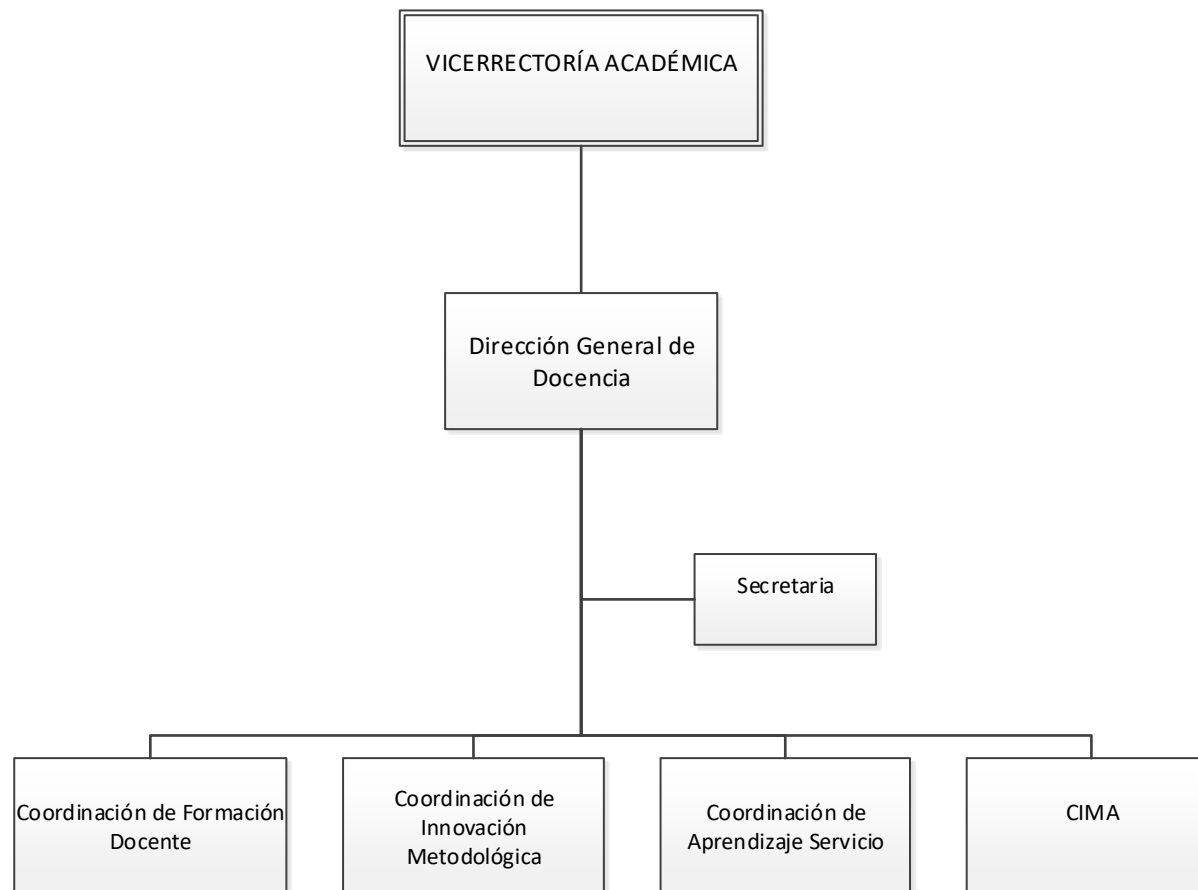 VICERRECTORÍA ACADÉMICA
Dirección General de
Docencia
Secretaria
Coordinación de Formación
Docente
Coordinación de
Innovación
Metodológica
Coordinación de
Aprendizaje Servicio
CIMA